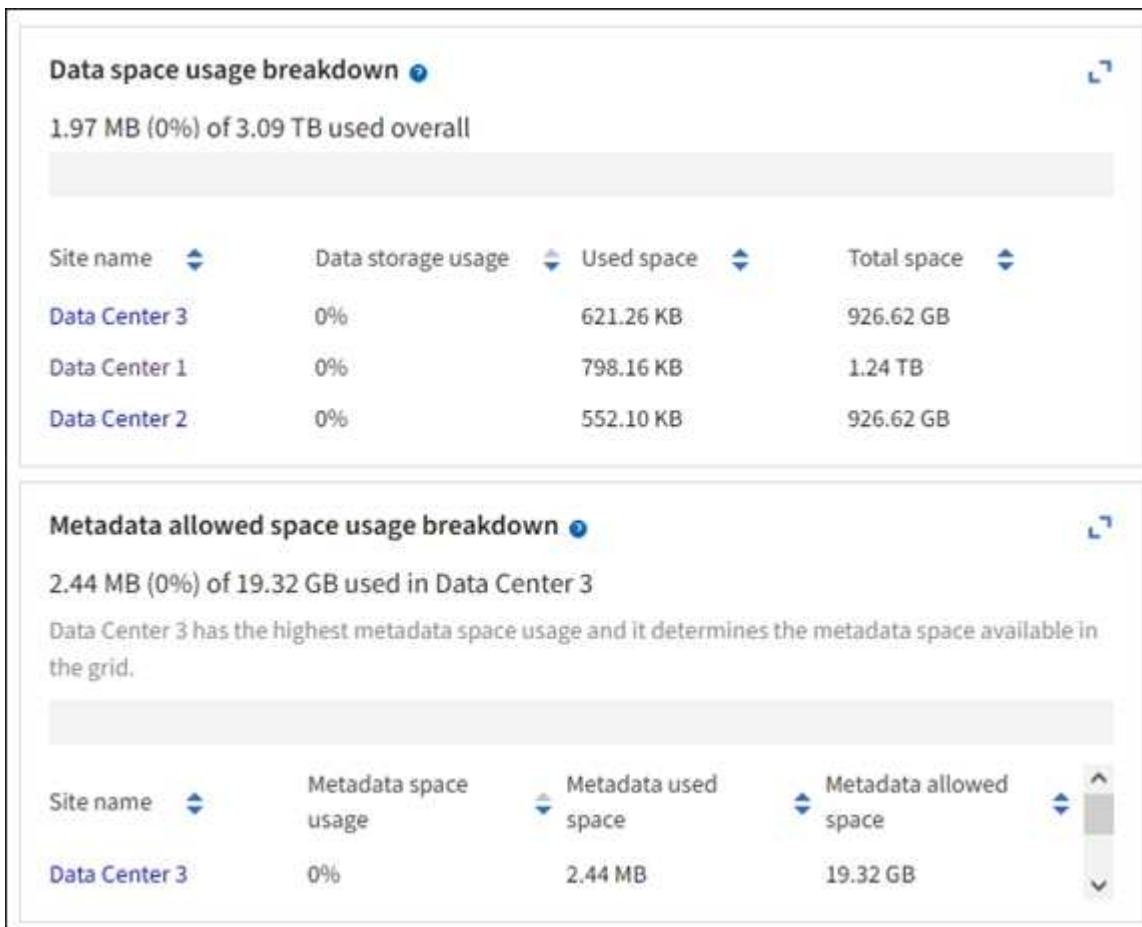 Data space usage breakdown ?
1.97 MB (0%) of 3.09 TB used overall
Site name Data storage usage Used space Total space
Data Center 3 0% 621.26 KB 926.62 GB
Data Center 1 0% 798.16 KB 1.24 TB
Data Center 2 0% 552.10 KB 926.62 GB
Metadata allowed space usage breakdown ?
2.44 MB (0%) of 19.32 GB used in Data Center 3
Data Center 3 has the highest metadata space usage and it determines the metadata space available in
the grid.
Site name Metadata space usage Metadata used space Metadata allowed space
Data Center 3 0% 2.44 MB 19.32 GB